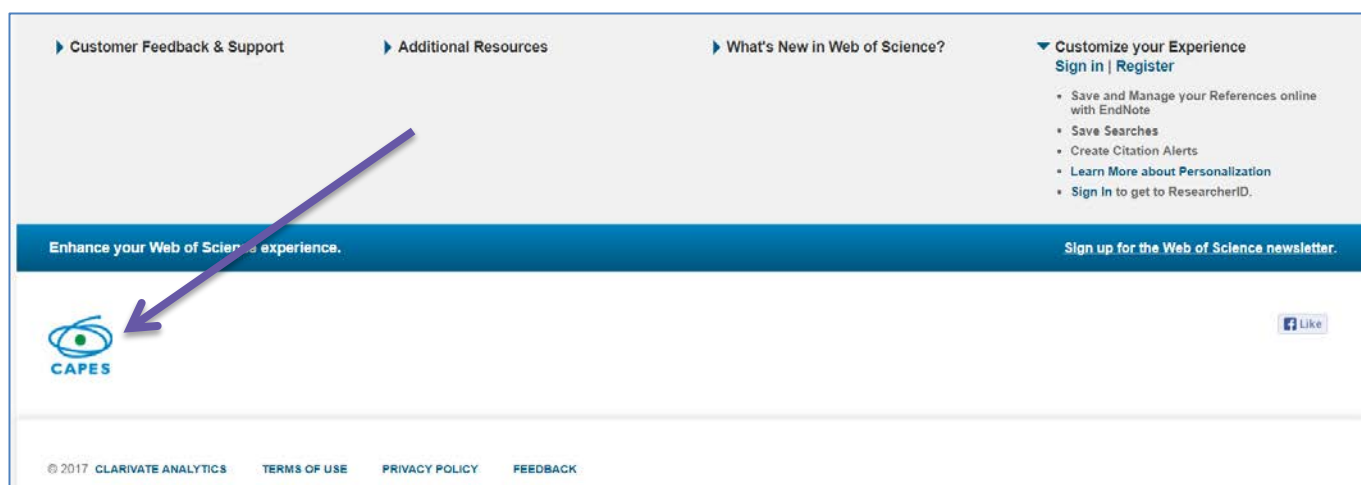 Customer Feedback & Support
Additional Resources
What's New in Web of Science?
Customize your Experience
Sign in | Register
• Save and Manage your References online
with EndNote
• Save Searches
• Create Citation Alerts
• Learn More about Personalization
• Sign In to get to ResearcherID.
Enhance your Web of Science experience.
Sign up for the Web of Science newsletter.
CAPES
Like
© 2017 CLARIVATE ANALYTICS TERMS OF USE PRIVACY POLICY FEEDBACK